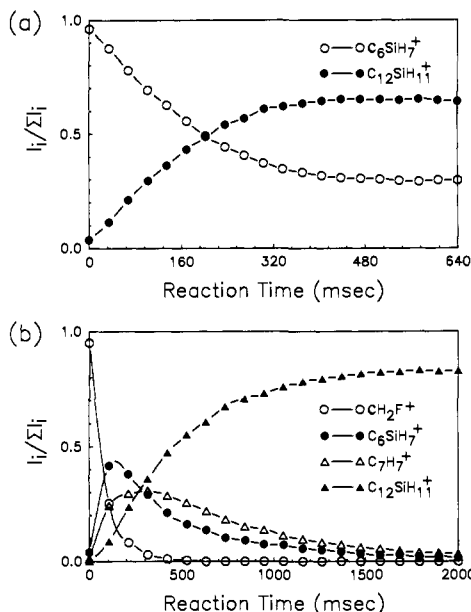 (a)
1.0
0.5
0.0
I_i/ΣI_i
○—○ C₆SiH₇⁺
●—● C₁₂SiH₁₁⁺
0 160 320 480 640
Reaction Time (msec)
(b)
1.0
0.5
0.0
I_i/ΣI_i
○—○ CH₂F⁺
●—● C₆SiH₇⁺
△—△ C₇H₇⁺
▲—▲ C₁₂SiH₁₁⁺
0 500 1000 1500 2000
Reaction Time (msec)